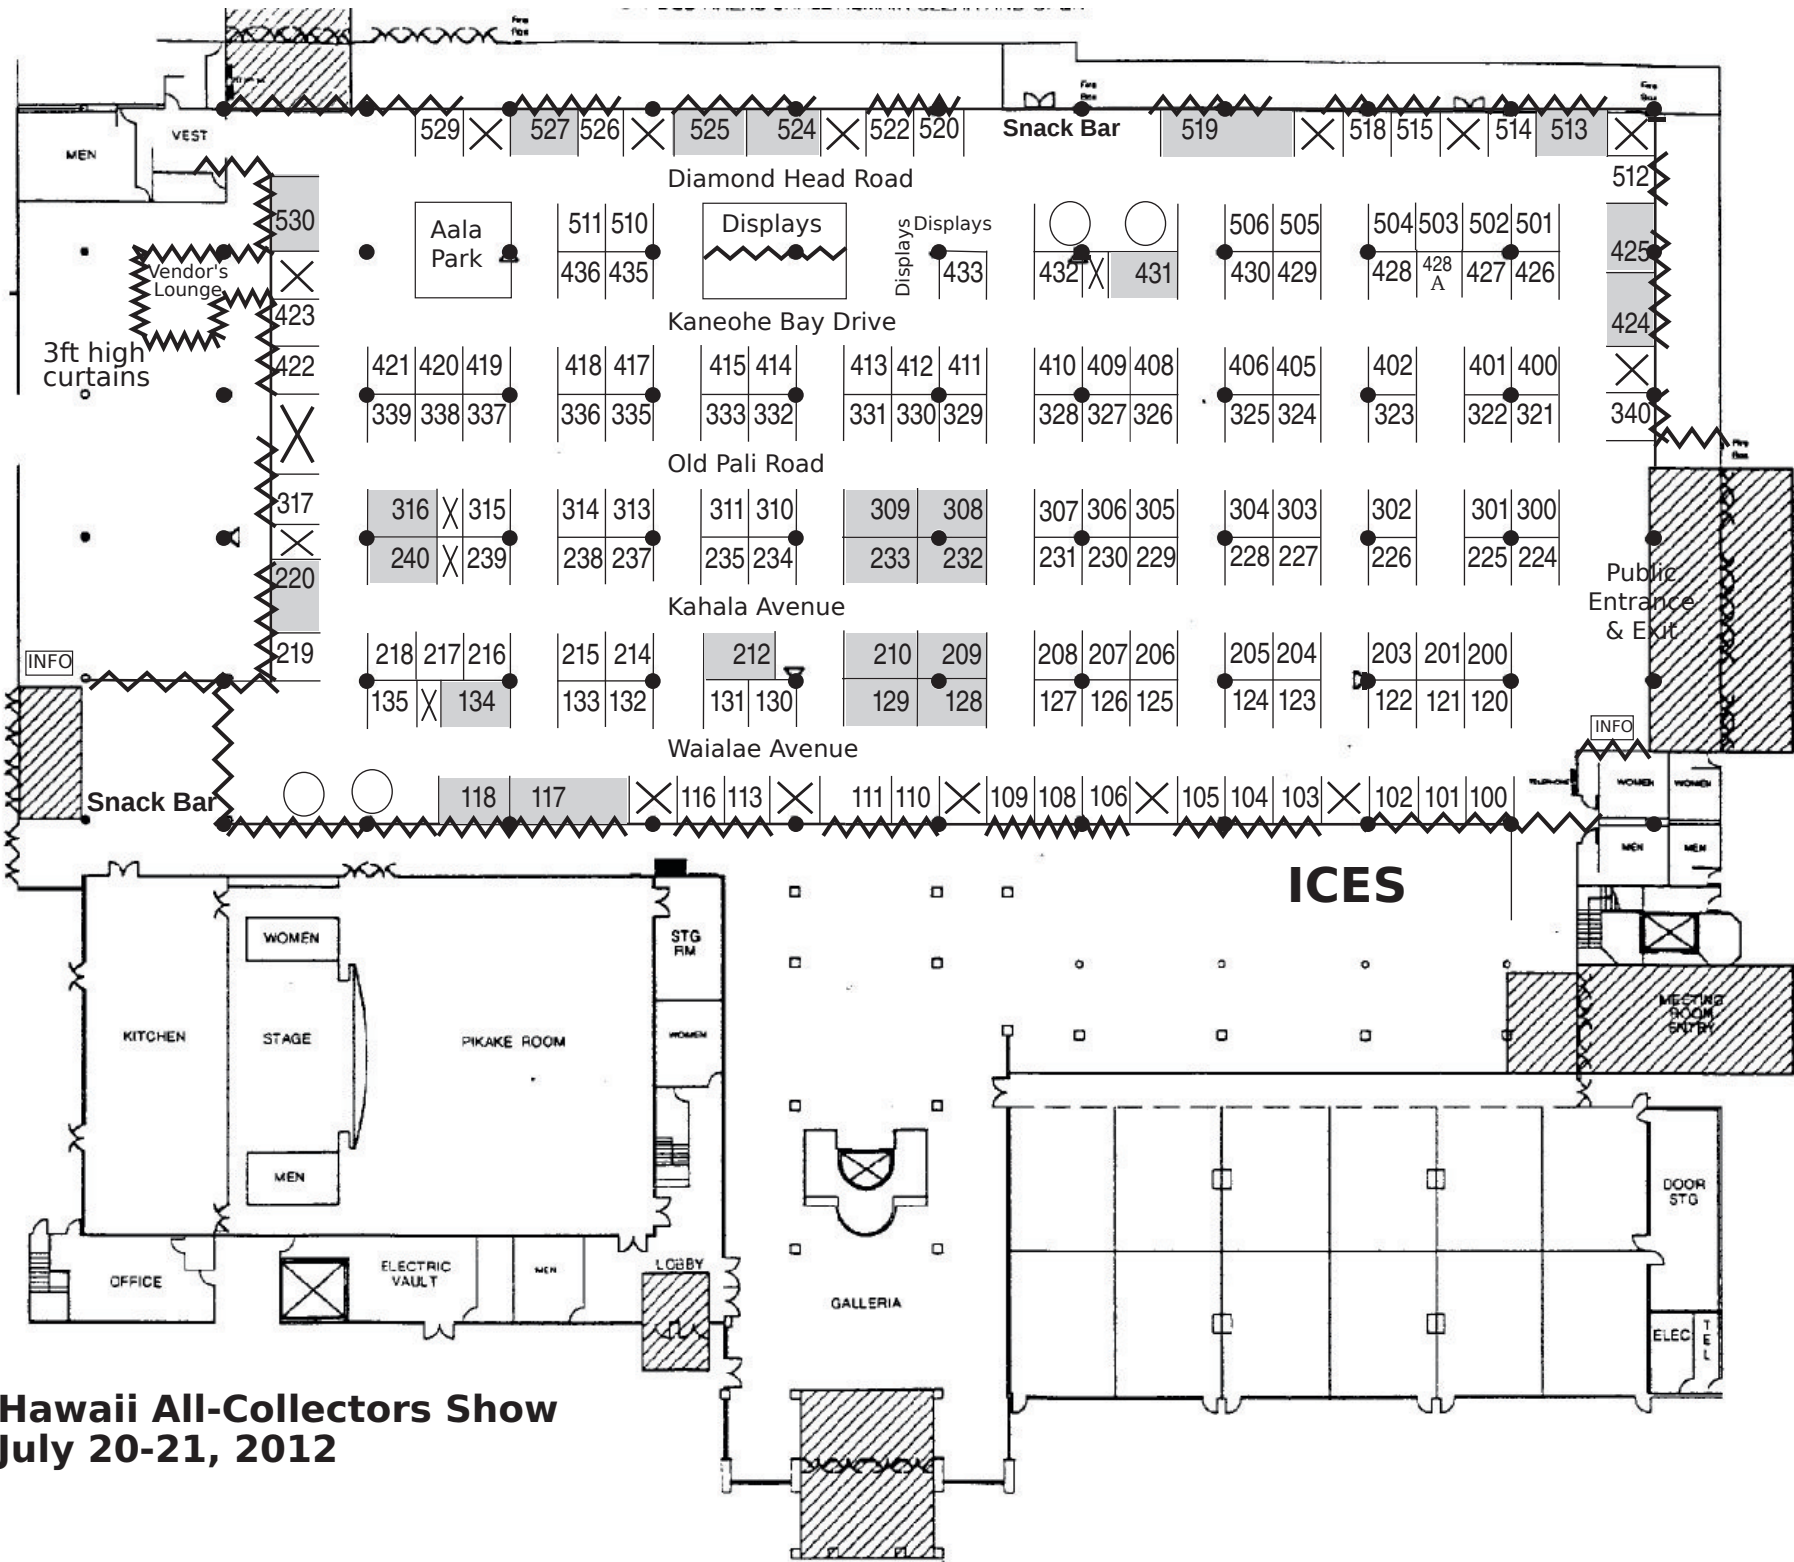 Fire
Box
VEST
MEN
529
527
526
525
524
522
520
Snack Bar
519
518
515
514
513
Fire
Box
Fire
Box
Diamond Head Road
512
530
Aala
Park
511
510
Displays
Displays
Displays
506
505
504
503
502
501
425
436
435
433
432
431
430
429
428
428
A
427
426
Vendor's
Lounge
423
Kaneohe Bay Drive
424
3ft high
curtains
422
421
420
419
418
417
415
414
413
412
411
410
409
408
406
405
402
401
400
339
338
337
336
335
333
332
331
330
329
328
327
326
325
324
323
322
321
340
Fire
Box
Old Pali Road
317
316
315
314
313
311
310
309
308
307
306
305
304
303
302
301
300
240
239
238
237
235
234
233
232
231
230
229
228
227
226
225
224
220
Public
Entrance
& Exit
Kahala Avenue
INFO
219
218
217
216
215
214
212
210
209
208
207
206
205
204
203
201
200
135
134
133
132
131
130
129
128
127
126
125
124
123
122
121
120
INFO
Waialae Avenue
Snack Bar
118
117
116
113
111
110
109
108
106
105
104
103
102
101
100
TELEPHONE
WOMEN
WOMEN
MEN
MEN
ICES
WOMEN
STG
RM
KITCHEN
STAGE
PIKAKE ROOM
WOMEN
MEETING
ROOM
ENTRY
MEN
DOOR
STG
OFFICE
ELECTRIC
VAULT
MEN
LOBBY
GALLERIA
ELEC
TEL
Hawaii All-Collectors Show
July 20-21, 2012